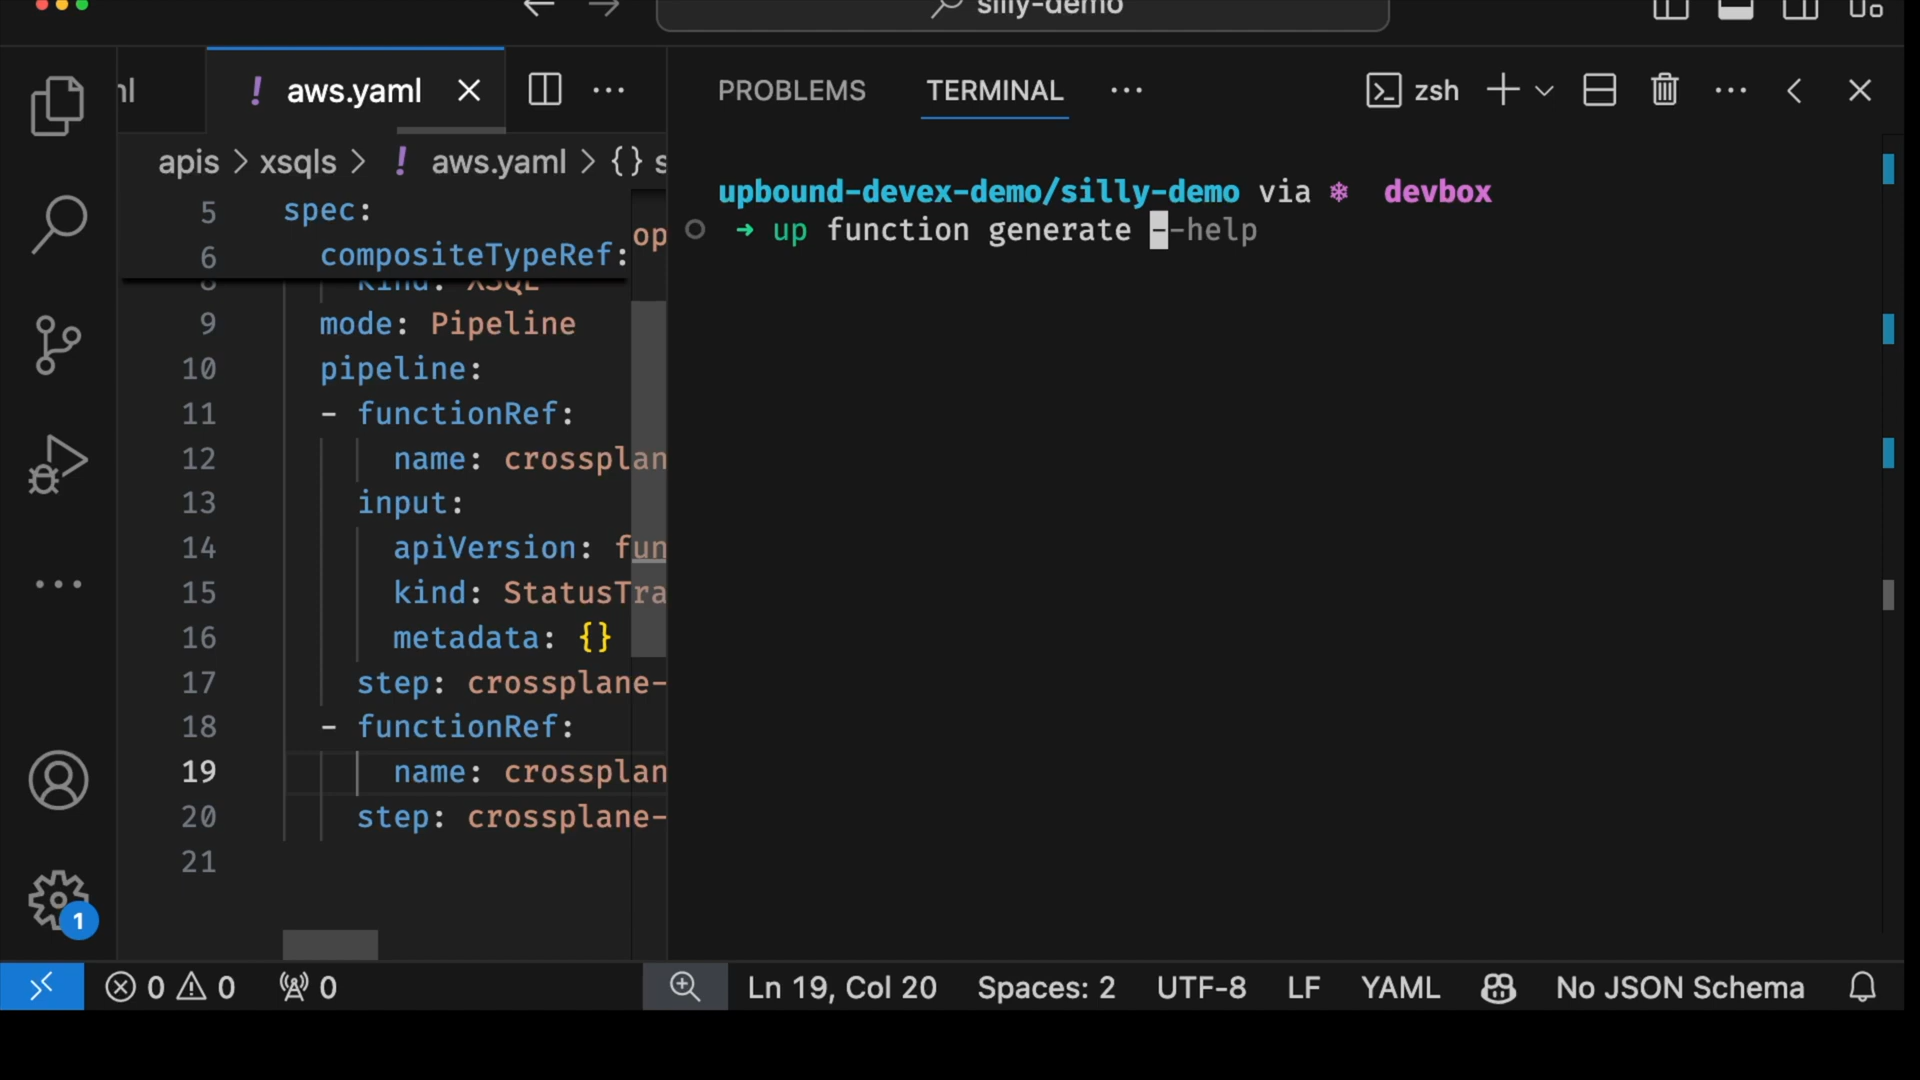 silly-demo
aws.yaml
PROBLEMS
TERMINAL
zsh
apis > xsqls > ! aws.yaml > {} s
5 spec:
6 compositeTypeRef:
8 kind: XSQL
9 mode: Pipeline
10 pipeline:
11 - functionRef:
12 name: crossplan
13 input:
14 apiVersion: fun
15 kind: StatusTra
16 metadata: {}
17 step: crossplane-
18 - functionRef:
19 name: crossplan
20 step: crossplane-
21
op
upbound-devex-demo/silly-demo via ❄ devbox
➜ up function generate --help
1
0 0 0
Ln 19, Col 20
Spaces: 2
UTF-8
LF
YAML
No JSON Schema